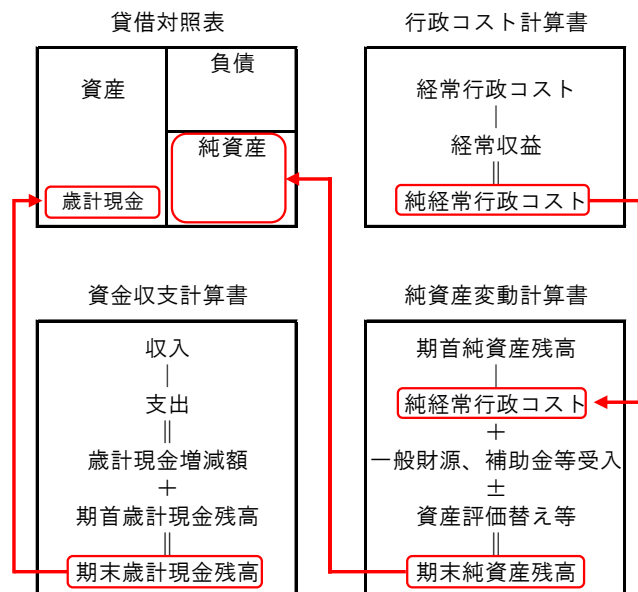 貸借対照表
資産
負債
純資産
歳計現金
行政コスト計算書
経常行政コスト
｜
経常収益
||
純経常行政コスト
資金収支計算書
収入
｜
支出
||
歳計現金増減額
＋
期首歳計現金残高
||
期末歳計現金残高
純資産変動計算書
期首純資産残高
｜
純経常行政コスト
＋
一般財源、補助金等受入
±
資産評価替え等
||
期末純資産残高